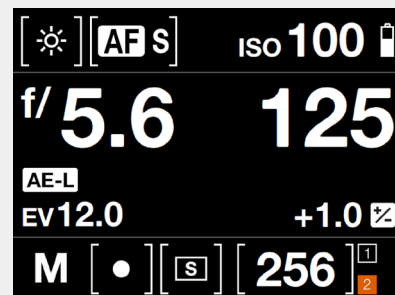 [ ] [AF S] ISO 100
f/5.6 125
AE-L
EV12.0 +1.0
M [ ] [S] [256] 1
2